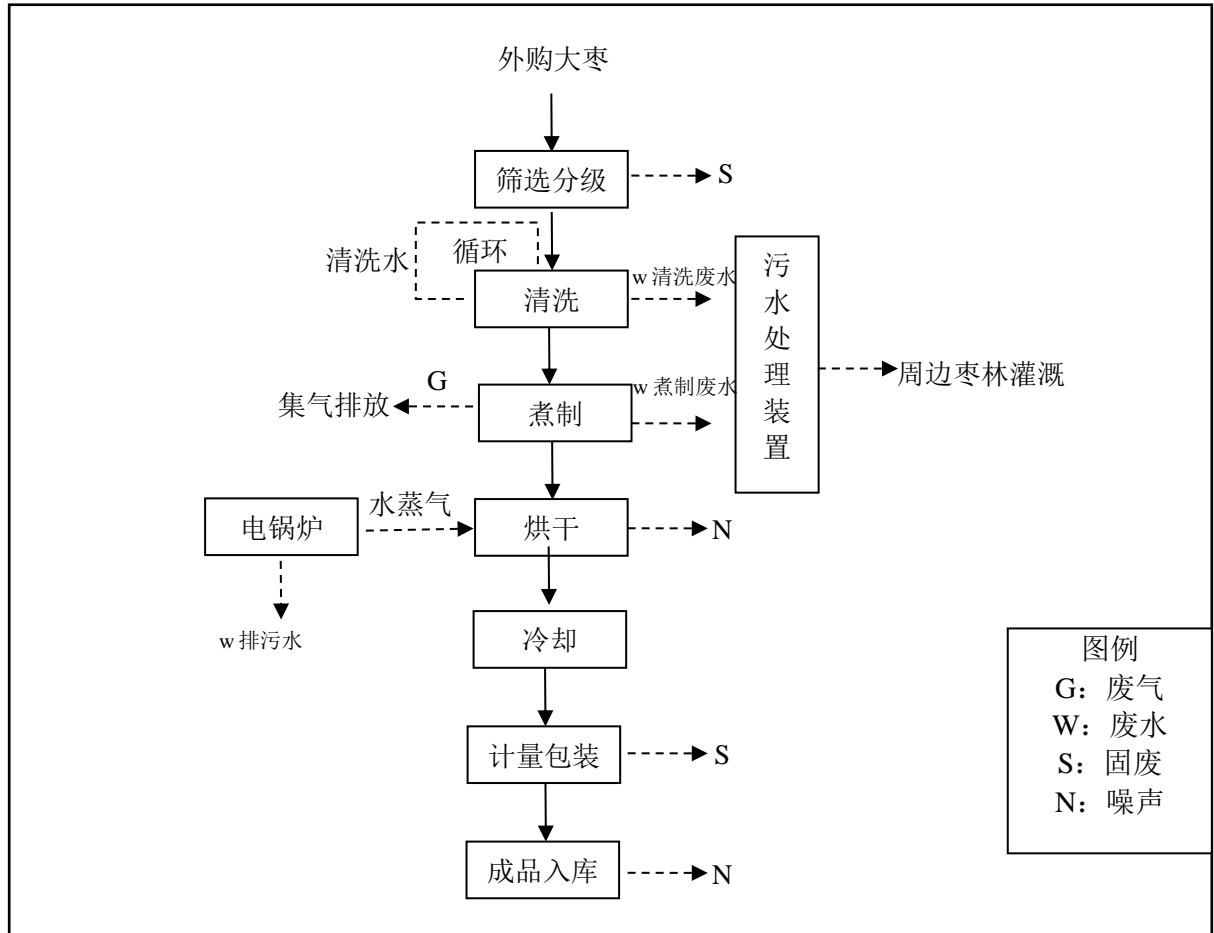 外购大枣
筛选分级
S
清洗水
循环
清洗
w 清洗废水
污水处理装置
周边枣林灌溉
集气排放
G
煮制
w 煮制废水
电锅炉
水蒸气
烘干
N
w 排污水
冷却
计量包装
S
成品入库
N
图例
G：废气
W：废水
S：固废
N：噪声